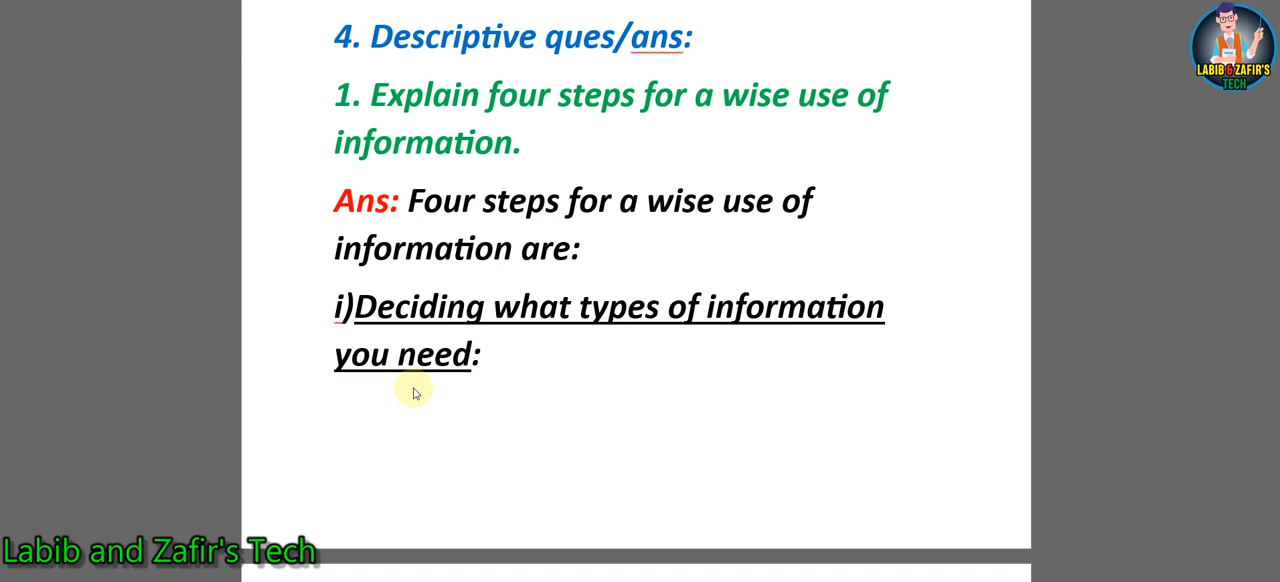 4. Descriptive ques/ans:
1. Explain four steps for a wise use of
information.
Ans: Four steps for a wise use of
information are:
i)Deciding what types of information
you need:
LABIB & ZAFIR'S
TECH
Labib and Zafir's Tech